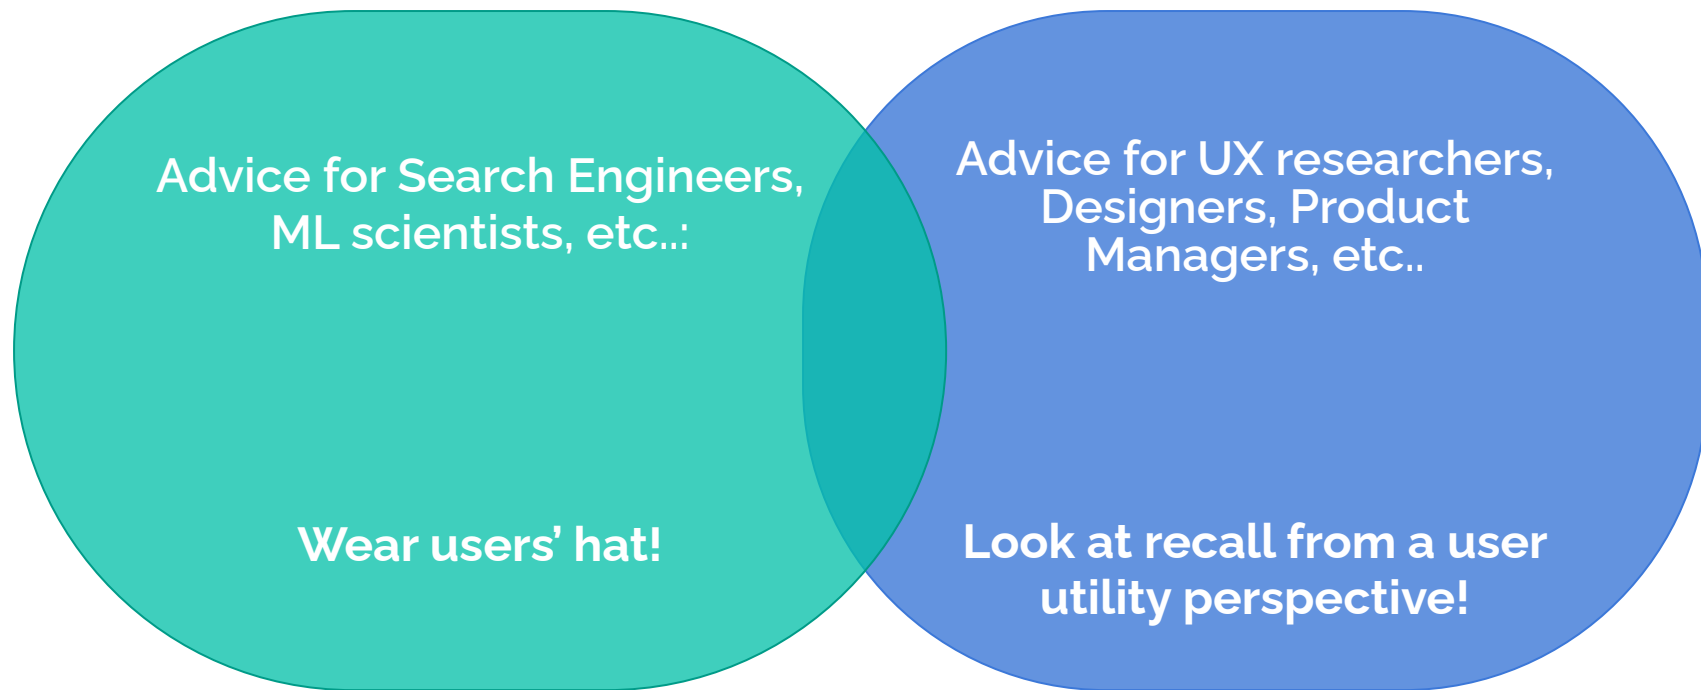 Advice for Search Engineers,
ML scientists, etc..:
Wear users’ hat!
Advice for UX researchers,
Designers, Product
Managers, etc..
Look at recall from a user
utility perspective!